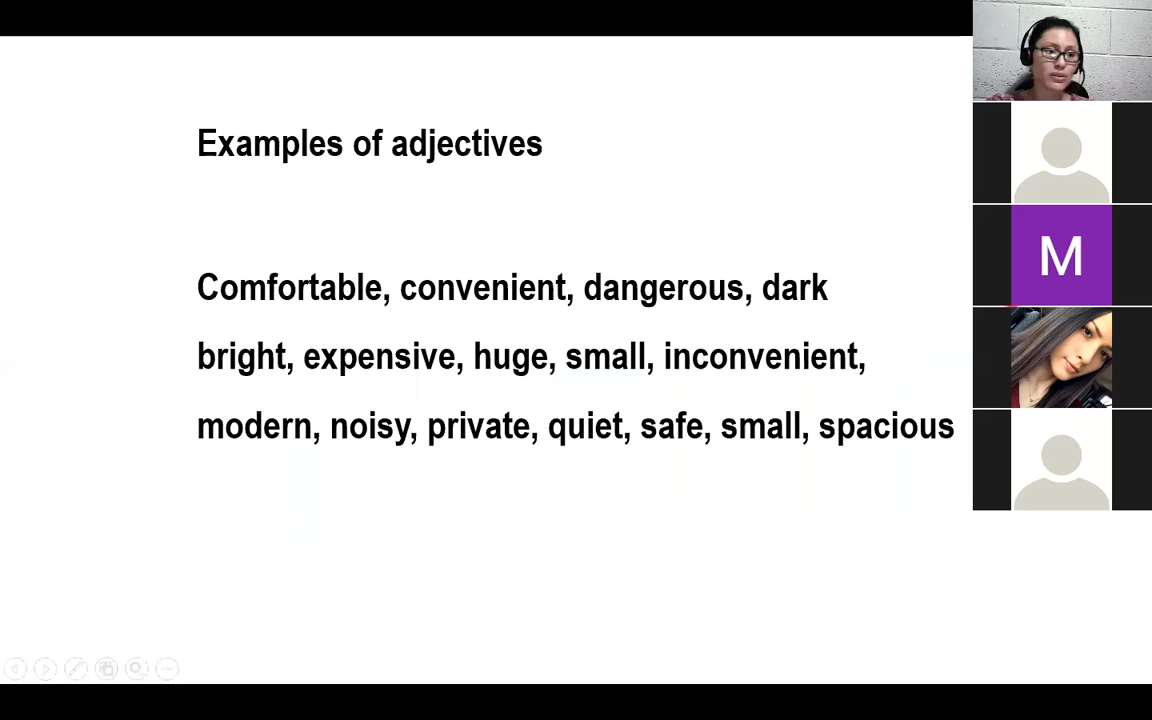 Examples of adjectives
Comfortable, convenient, dangerous, dark
bright, expensive, huge, small, inconvenient,
modern, noisy, private, quiet, safe, small, spacious
M